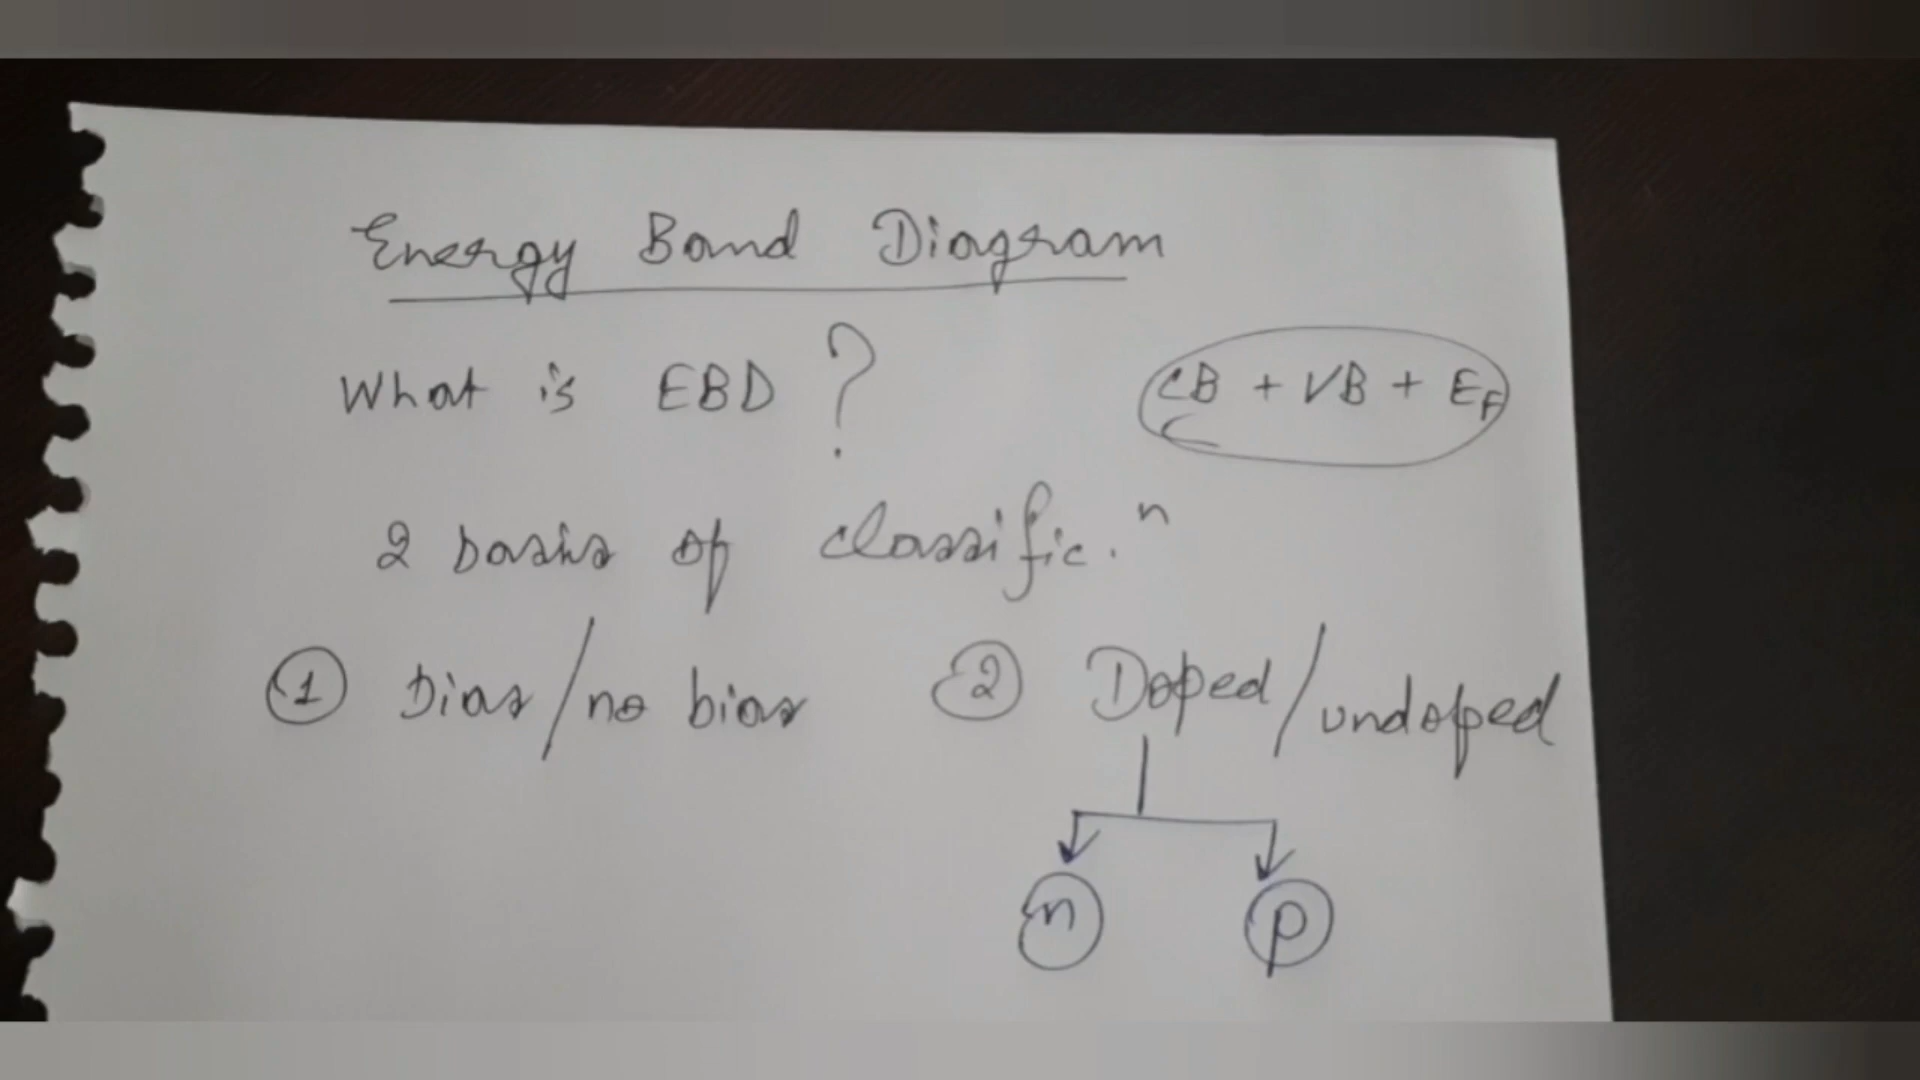 Energy Band Diagram
What is EBD ?
CB + VB + EF
2 basis of classific.n
1 Bias/no bias
2 Doped/undoped
n p